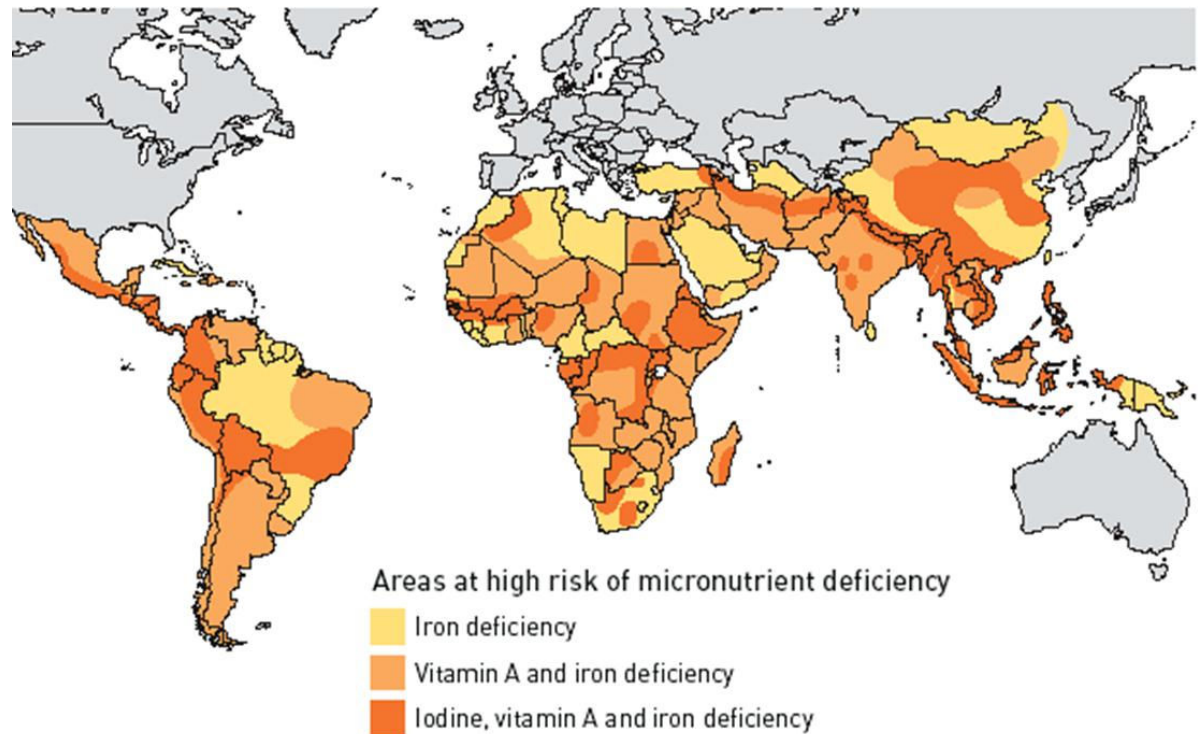 Areas at high risk of micronutrient deficiency
Iron deficiency
Vitamin A and iron deficiency
Iodine, vitamin A and iron deficiency